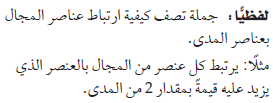 لفظيًّا: جملة تصف كيفية ارتباط عناصر المجال
بعناصر المدى.
مثلًا: يرتبط كل عنصر من المجال بالعنصر الذي
يزيد عليه قيمةً بمقدار 2 من المدى.